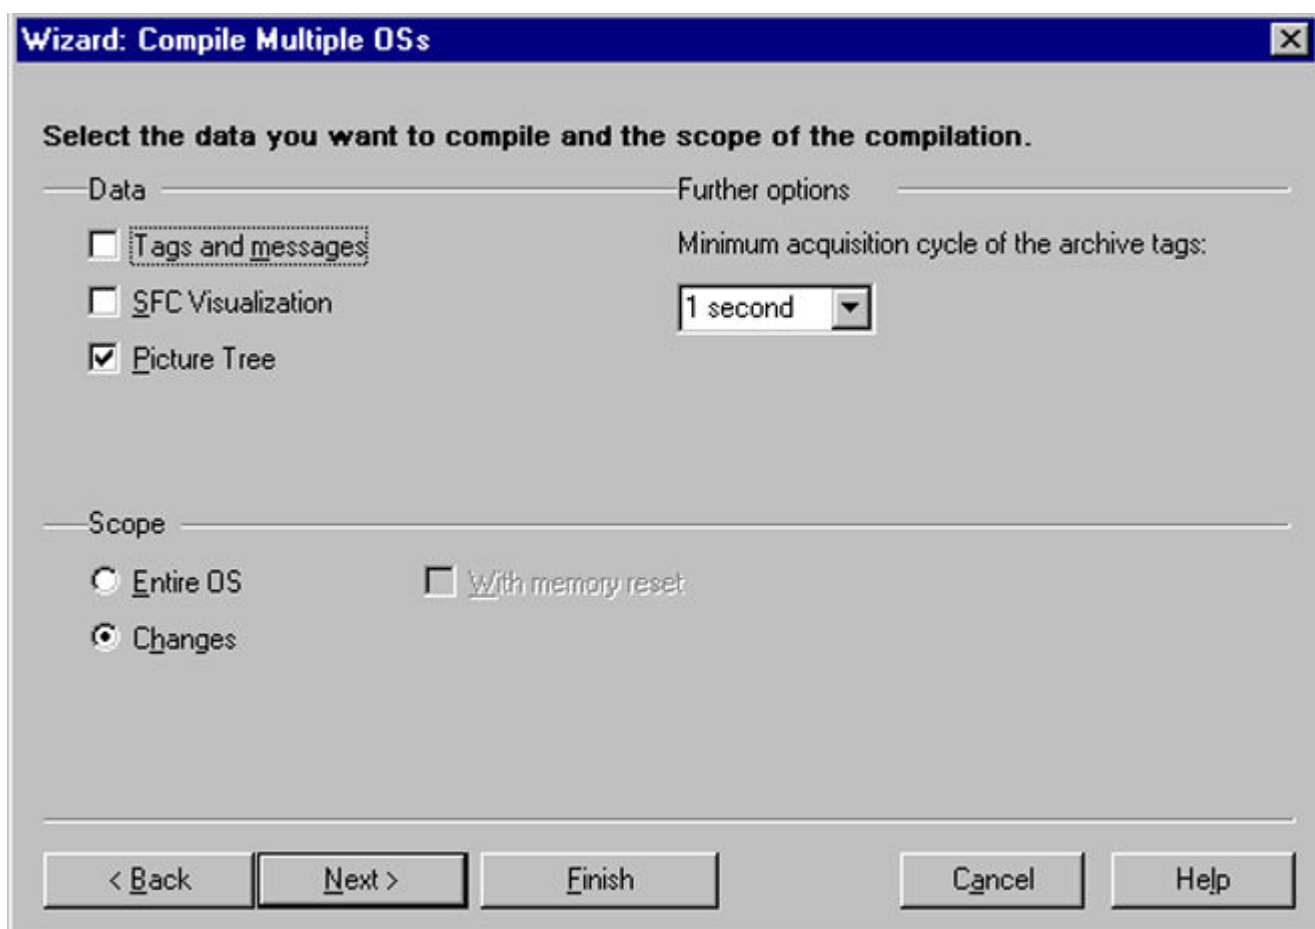 Wizard: Compile Multiple OSs
Select the data you want to compile and the scope of the compilation.
Data
Further options
Tags and messages
Minimum acquisition cycle of the archive tags:
SFC Visualization
1 second
Picture Tree
Scope
Entire OS
With memory reset
Changes
< Back
Next >
Finish
Cancel
Help